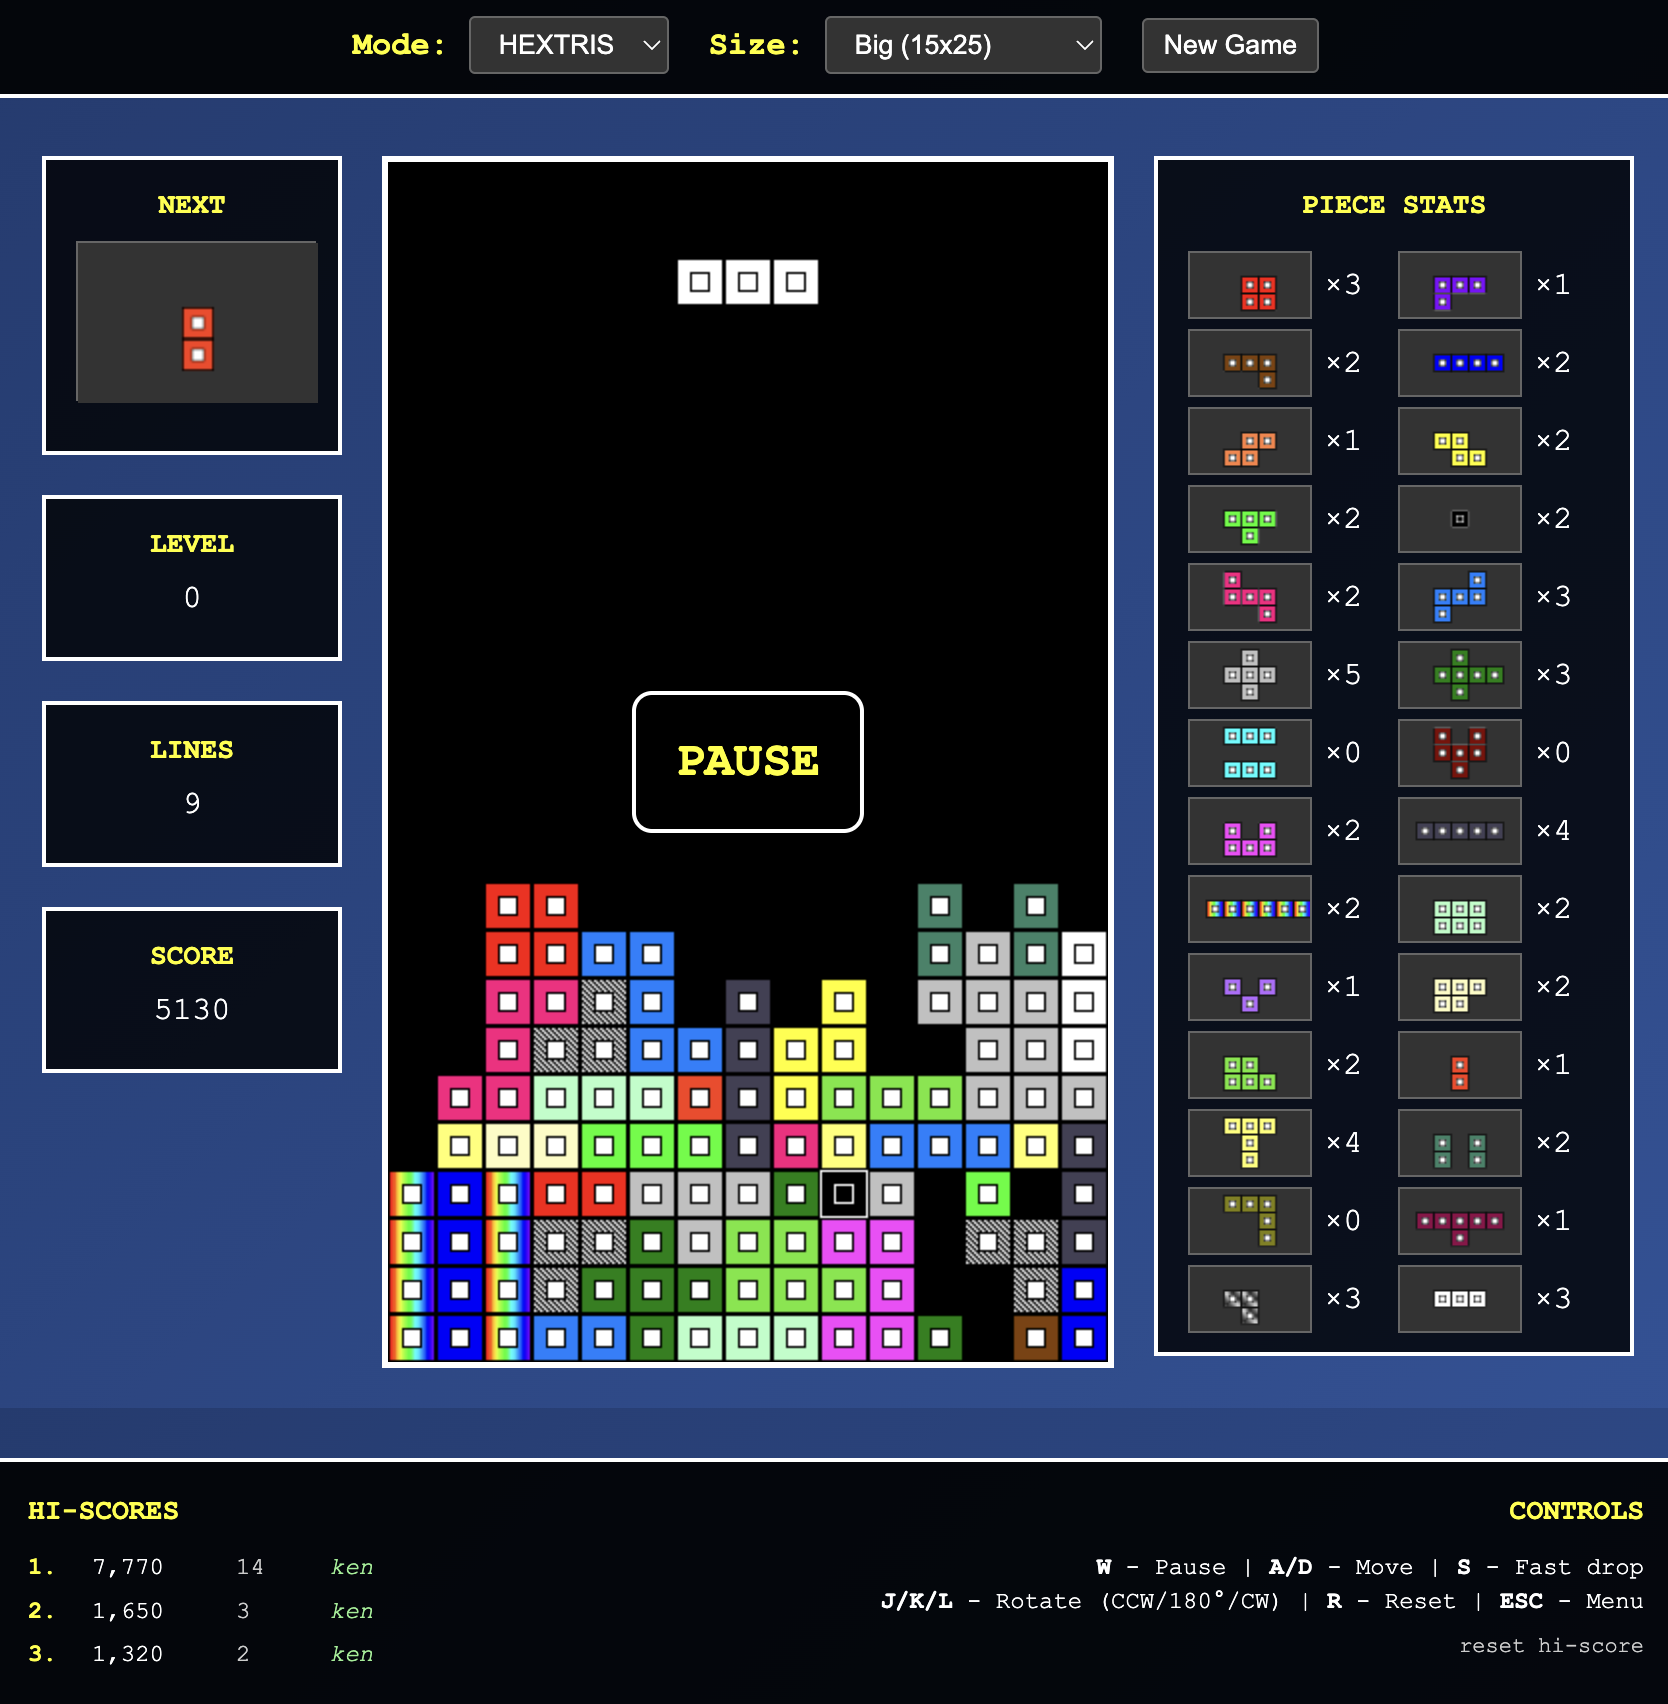 Mode: HEXTRIS Size: Big (15x25) New Game
NEXT
LEVEL
0
LINES
9
SCORE
5130
PAUSE
PIECE STATS
×3 ×1
×2 ×2
×1 ×2
×2 ×2
×2 ×3
×5 ×3
×0 ×0
×2 ×4
×2 ×2
×1 ×2
×2 ×1
×4 ×2
×0 ×1
×3 ×3
HI-SCORES
1. 7,770 14 ken
2. 1,650 3 ken
3. 1,320 2 ken
CONTROLS
W - Pause | A/D - Move | S - Fast drop
J/K/L - Rotate (CCW/180°/CW) | R - Reset | ESC - Menu
reset hi-score